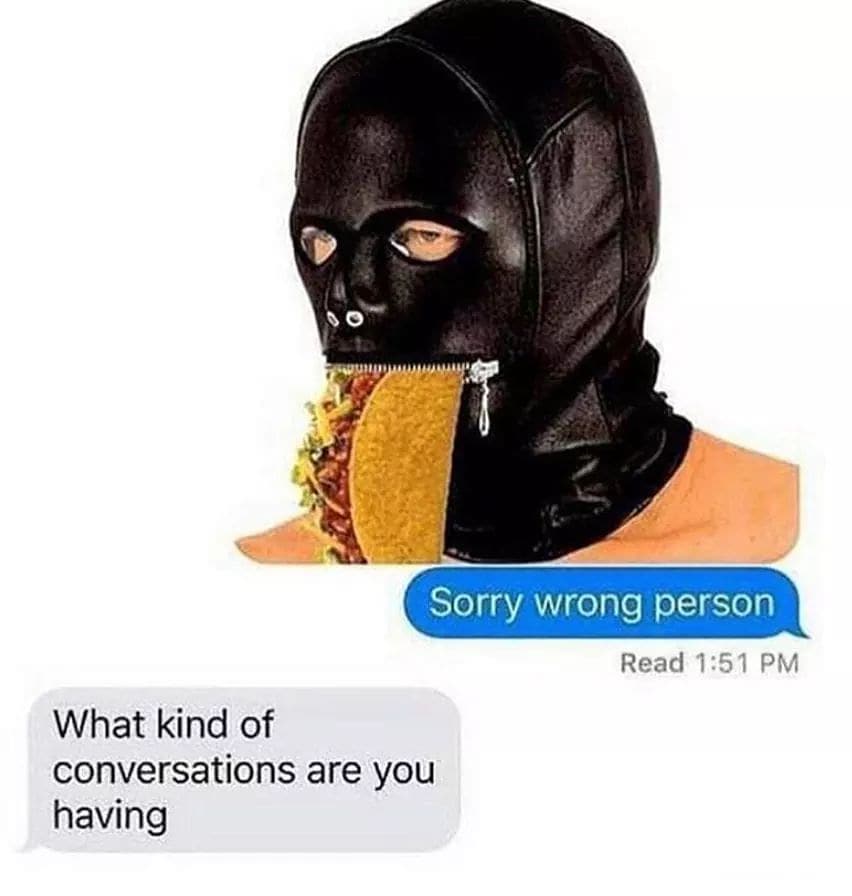 Sorry wrong person
Read 1:51 PM
What kind of
conversations are you
having